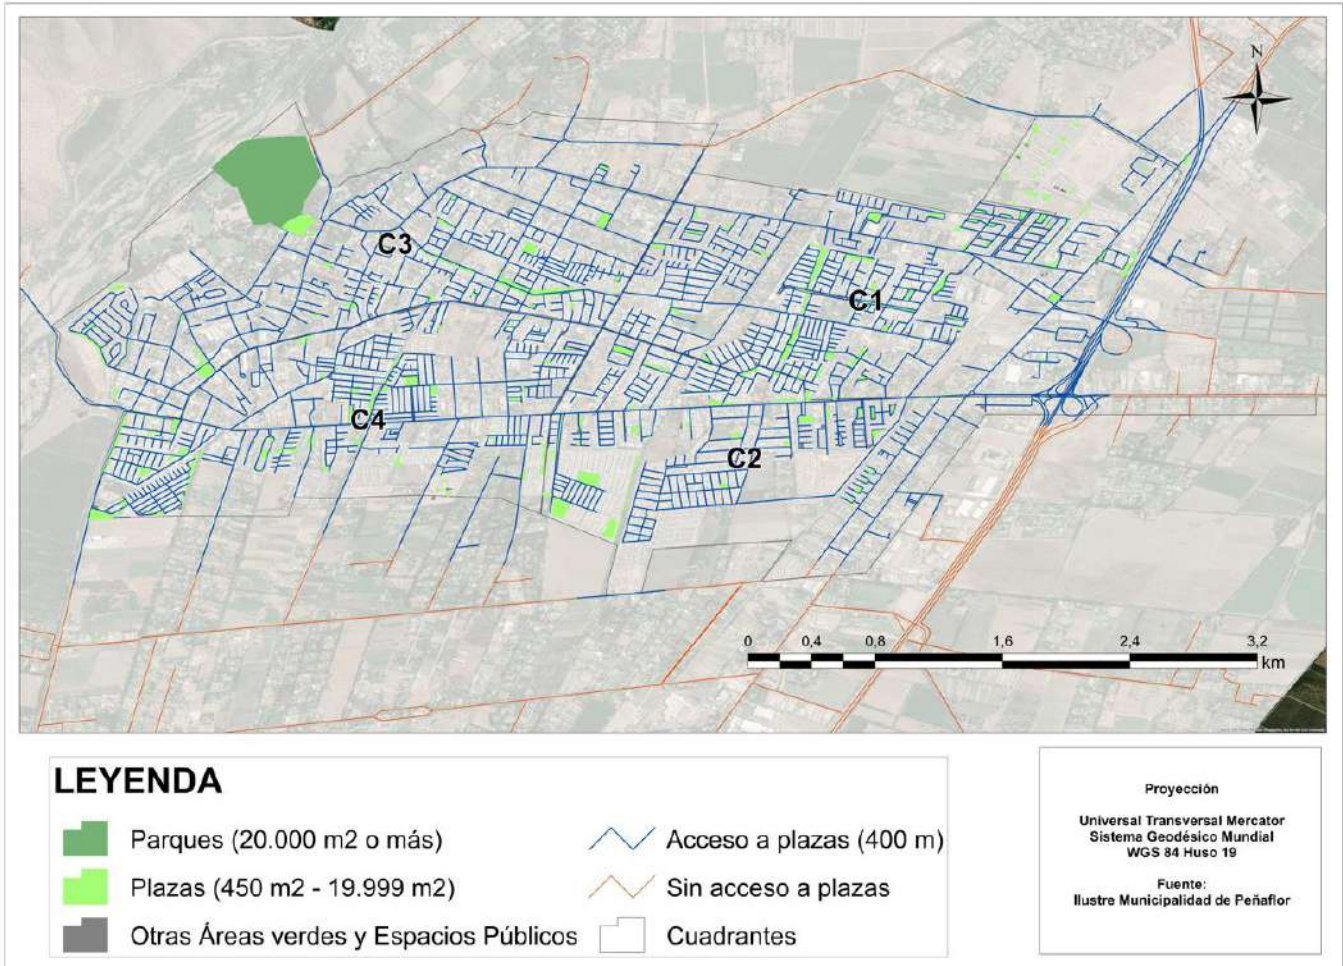 N
C3
C1
C4
C2
0 0,4 0,8 1,6 2,4 3,2
km
LEYENDA
Parques (20.000 m2 o más)
Acceso a plazas (400 m)
Plazas (450 m2 - 19.999 m2)
Sin acceso a plazas
Otras Áreas verdes y Espacios Públicos
Cuadrantes
Proyección
Universal Transversal Mercator
Sistema Geodésico Mundial
WGS 84 Huso 19
Fuente:
Ilustre Municipalidad de Peñaflor